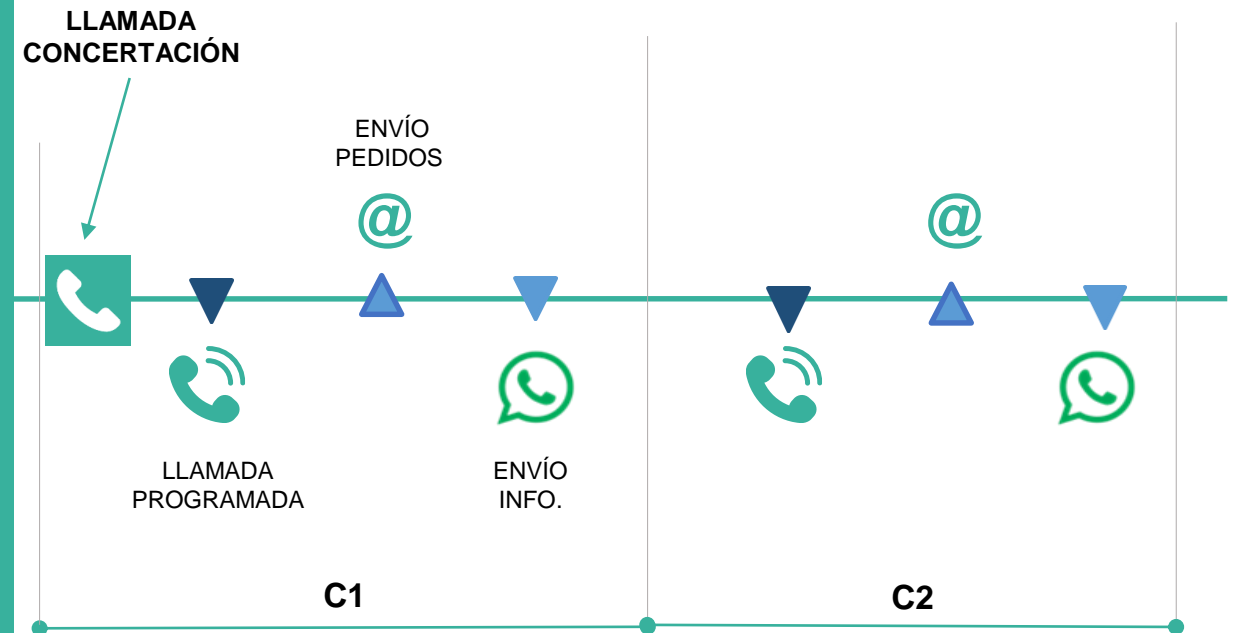 LLAMADA
CONCERTACIÓN
ENVÍO
PEDIDOS
@
@
LLAMADA
PROGRAMADA
ENVÍO
INFO.
C1
C2